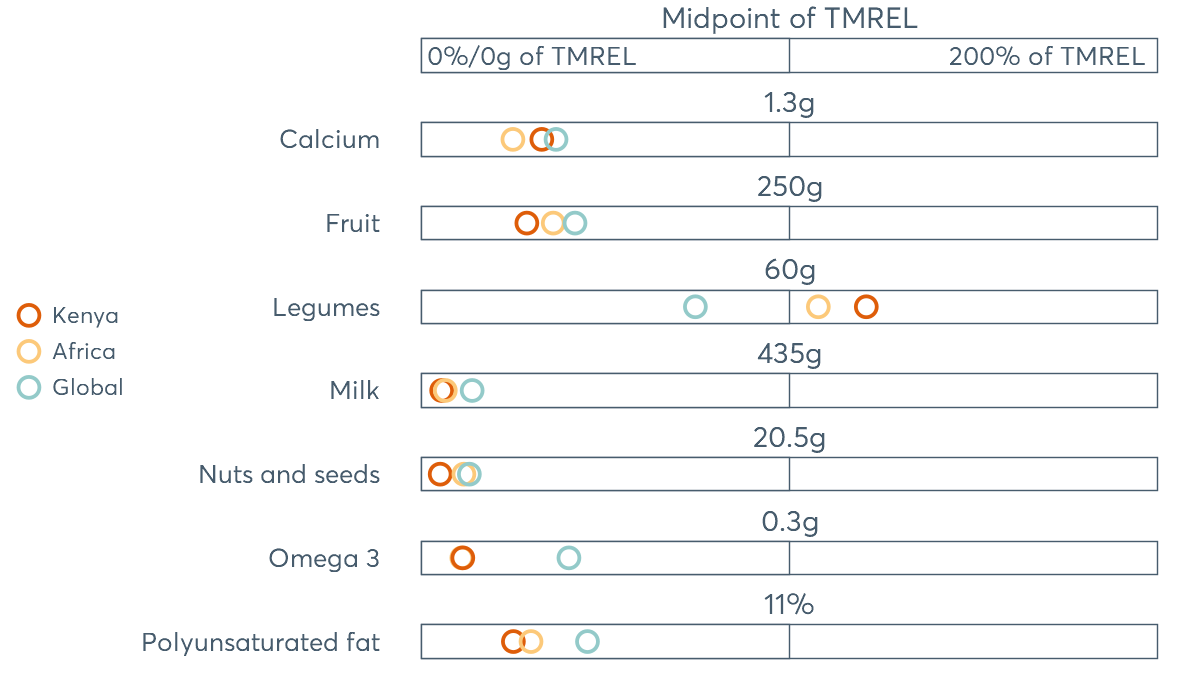 Midpoint of TMREL
0%/0g of TMREL
200% of TMREL
1.3g
Calcium
250g
Fruit
60g
Legumes
Kenya
Africa
Global
435g
Milk
20.5g
Nuts and seeds
0.3g
Omega 3
11%
Polyunsaturated fat